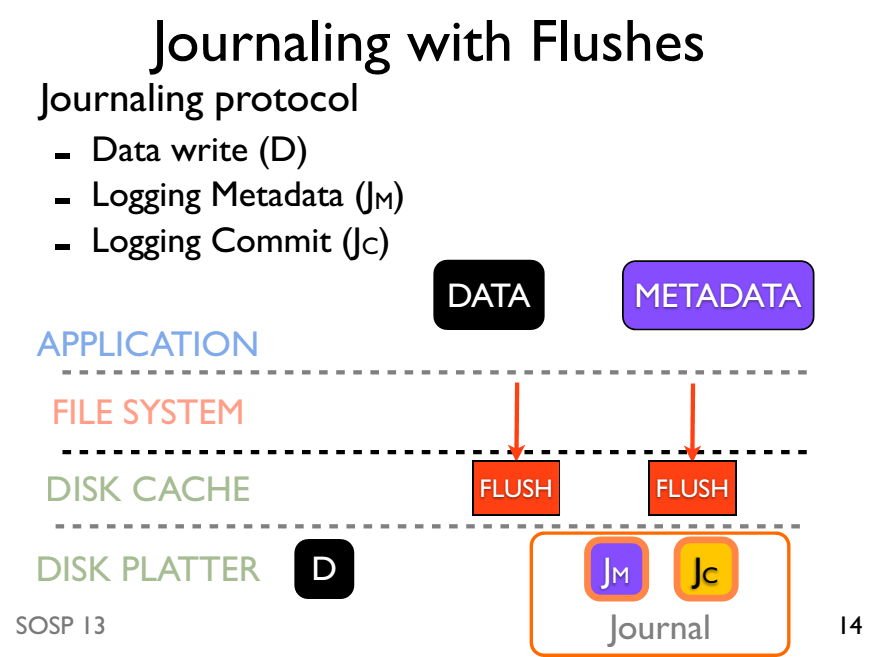 Journaling with Flushes
Journaling protocol
- Data write (D)
- Logging Metadata (JM)
- Logging Commit (JC)
DATA
METADATA
APPLICATION
FILE SYSTEM
DISK CACHE
FLUSH
FLUSH
DISK PLATTER
D
JM
JC
SOSP 13
Journal
14